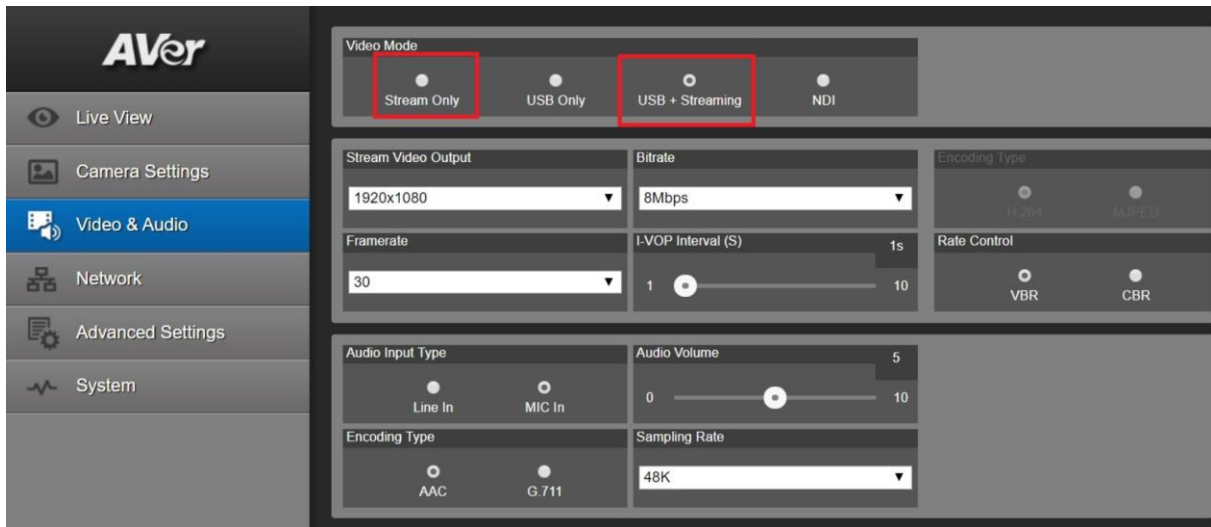 AVer
Live View
Camera Settings
Video & Audio
Network
Advanced Settings
System
Video Mode
Stream Only
USB Only
USB + Streaming
NDI
Stream Video Output
1920x1080
Bitrate
8Mbps
Encoding Type
H.264
MJPEG
Framerate
30
I-VOP Interval (S)
1s
1
10
Rate Control
VBR
CBR
Audio Input Type
Line In
MIC In
Audio Volume
5
0
10
Encoding Type
AAC
G.711
Sampling Rate
48K